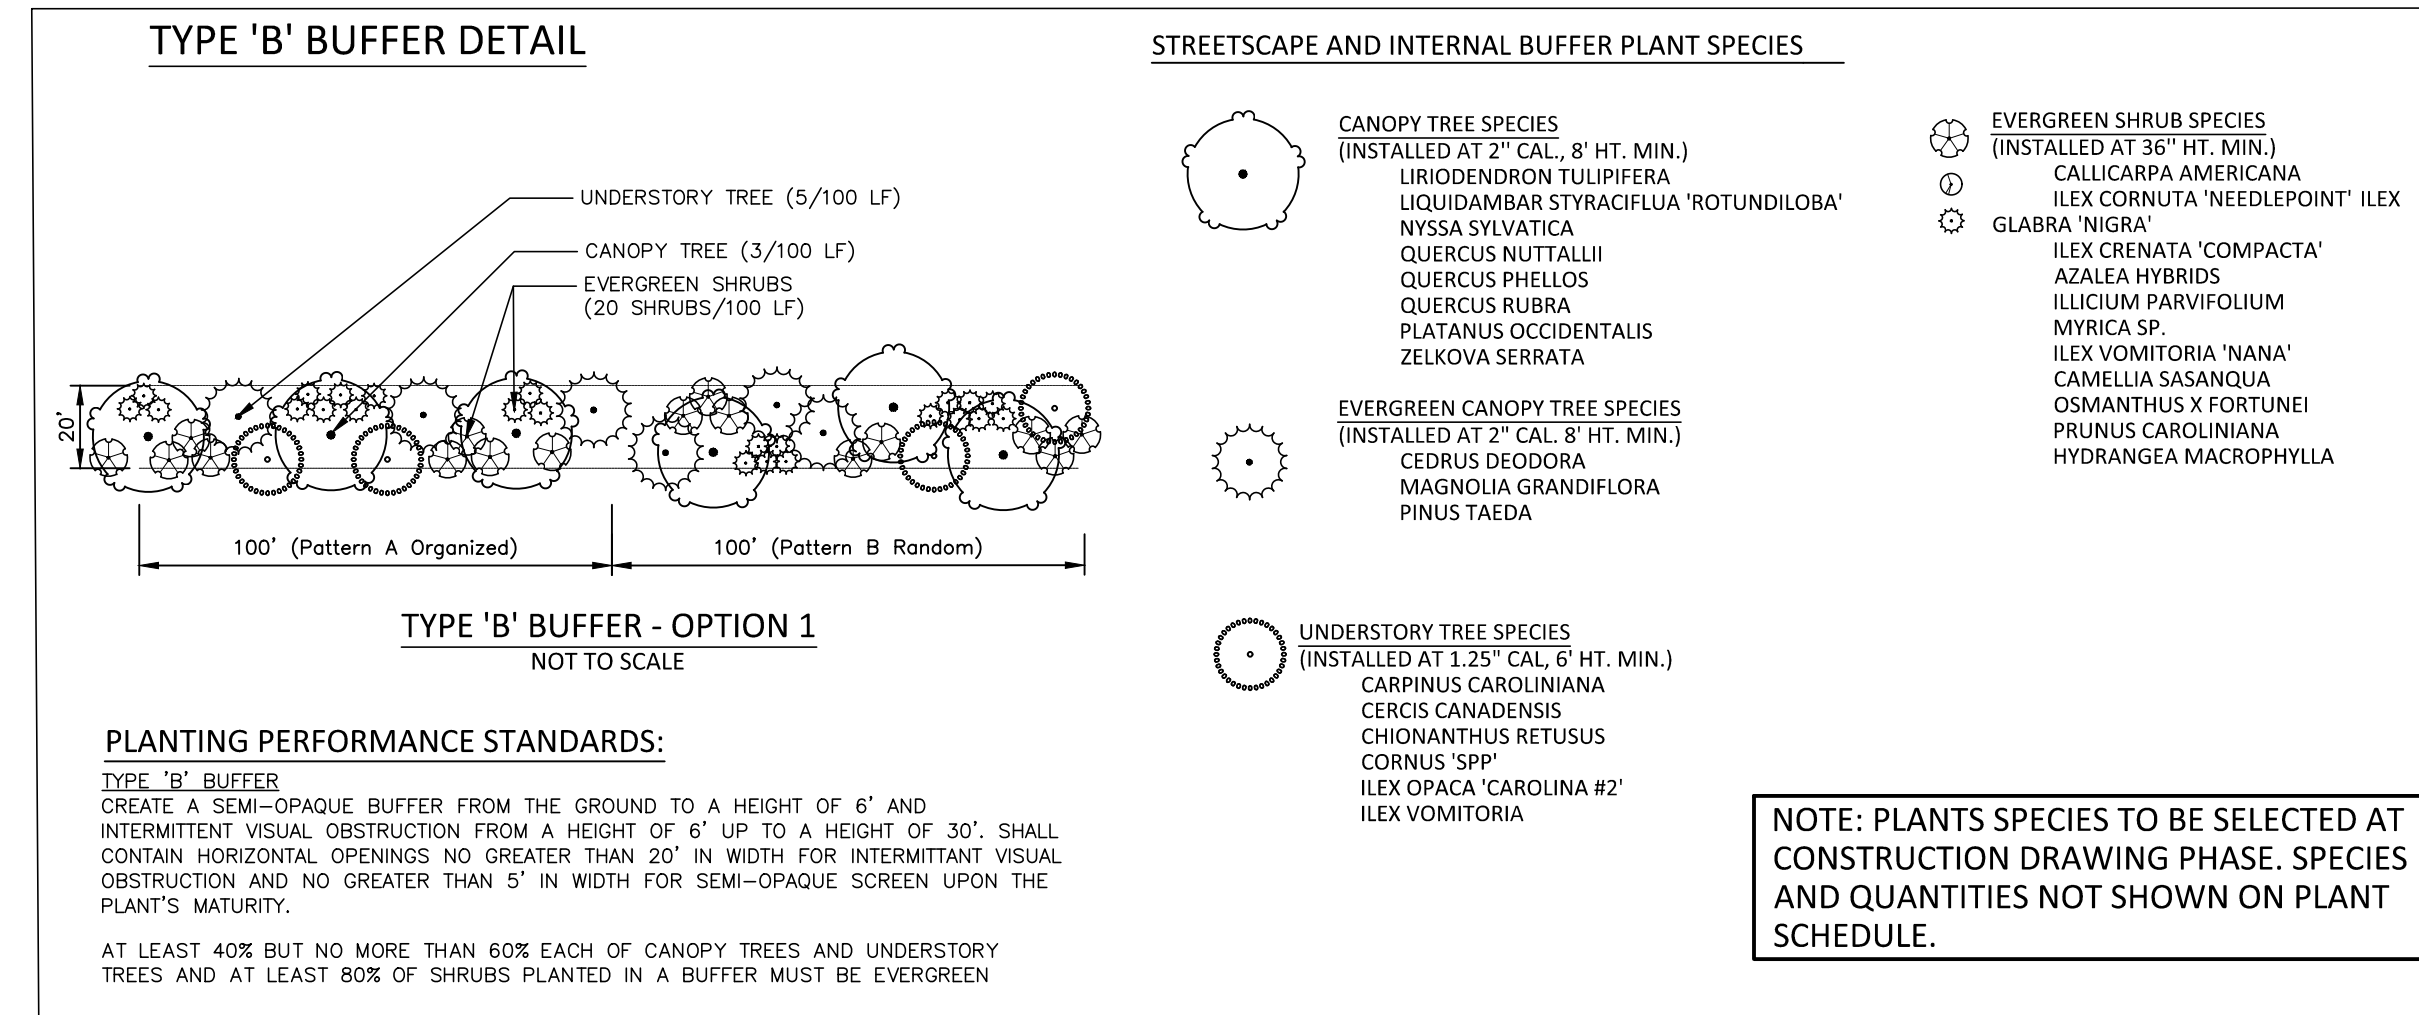 TYPE 'B' BUFFER DETAIL
UNDERSTORY TREE (5/100 LF)
CANOPY TREE (3/100 LF)
EVERGREEN SHRUBS
(20 SHRUBS/100 LF)
20'
100' (Pattern A Organized)
100' (Pattern B Random)
TYPE 'B' BUFFER - OPTION 1
NOT TO SCALE
PLANTING PERFORMANCE STANDARDS:
TYPE 'B' BUFFER
CREATE A SEMI-OPAQUE BUFFER FROM THE GROUND TO A HEIGHT OF 6' AND
INTERMITTENT VISUAL OBSTRUCTION FROM A HEIGHT OF 6' UP TO A HEIGHT OF 30'. SHALL
CONTAIN HORIZONTAL OPENINGS NO GREATER THAN 20' IN WIDTH FOR INTERMITTANT VISUAL
OBSTRUCTION AND NO GREATER THAN 5' IN WIDTH FOR SEMI-OPAQUE SCREEN UPON THE
PLANT'S MATURITY.
AT LEAST 40% BUT NO MORE THAN 60% EACH OF CANOPY TREES AND UNDERSTORY
TREES AND AT LEAST 80% OF SHRUBS PLANTED IN A BUFFER MUST BE EVERGREEN
STREETSCAPE AND INTERNAL BUFFER PLANT SPECIES
CANOPY TREE SPECIES
(INSTALLED AT 2'' CAL., 8' HT. MIN.)
LIRIODENDRON TULIPIFERA
LIQUIDAMBAR STYRACIFLUA 'ROTUNDILOBA'
NYSSA SYLVATICA
QUERCUS NUTTALLII
QUERCUS PHELLOS
QUERCUS RUBRA
PLATANUS OCCIDENTALIS
ZELKOVA SERRATA
EVERGREEN CANOPY TREE SPECIES
(INSTALLED AT 2" CAL. 8' HT. MIN.)
CEDRUS DEODORA
MAGNOLIA GRANDIFLORA
PINUS TAEDA
UNDERSTORY TREE SPECIES
(INSTALLED AT 1.25" CAL, 6' HT. MIN.)
CARPINUS CAROLINIANA
CERCIS CANADENSIS
CHIONANTHUS RETUSUS
CORNUS 'SPP'
ILEX OPACA 'CAROLINA #2'
ILEX VOMITORIA
EVERGREEN SHRUB SPECIES
(INSTALLED AT 36'' HT. MIN.)
CALLICARPA AMERICANA
ILEX CORNUTA 'NEEDLEPOINT' ILEX
GLABRA 'NIGRA'
ILEX CRENATA 'COMPACTA'
AZALEA HYBRIDS
ILLICIUM PARVIFOLIUM
MYRICA SP.
ILEX VOMITORIA 'NANA'
CAMELLIA SASANQUA
OSMANTHUS X FORTUNEI
PRUNUS CAROLINIANA
HYDRANGEA MACROPHYLLA
NOTE: PLANTS SPECIES TO BE SELECTED AT
CONSTRUCTION DRAWING PHASE. SPECIES
AND QUANTITIES NOT SHOWN ON PLANT
SCHEDULE.